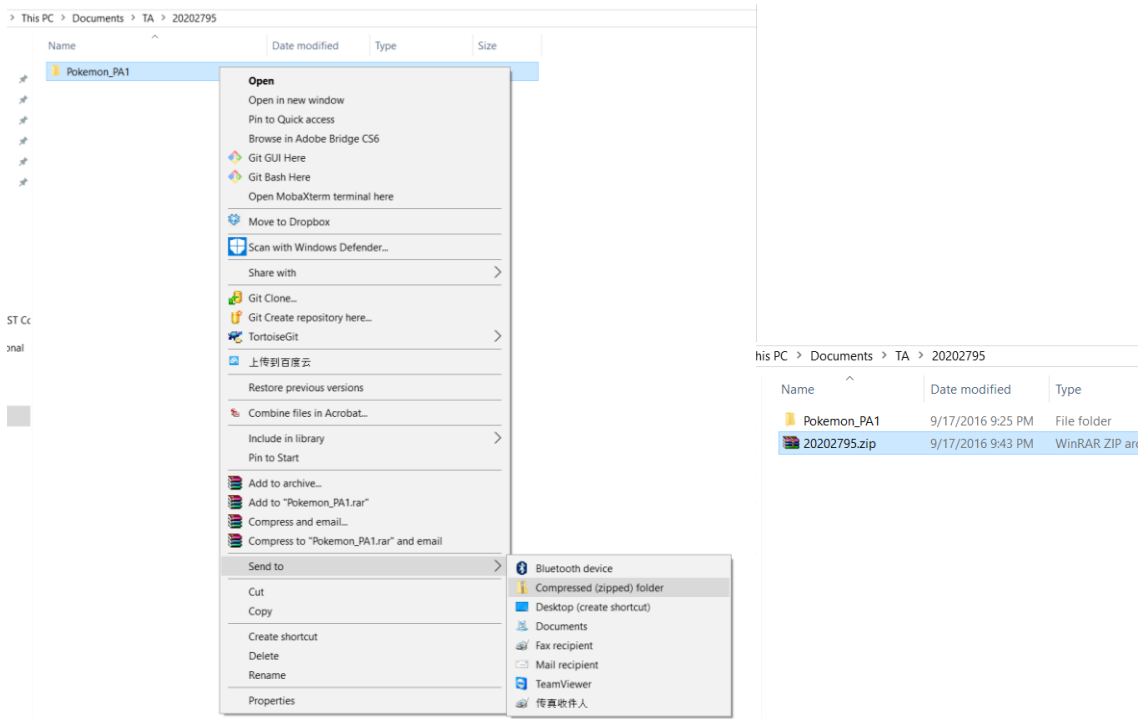 > This PC > Documents > TA > 20202795
Name Date modified Type Size
Pokemon_PA1
Open
Open in new window
Pin to Quick access
Browse in Adobe Bridge CS6
Git GUI Here
Git Bash Here
Open MobaXterm terminal here
Move to Dropbox
Scan with Windows Defender...
Share with
Git Clone...
Git Create repository here...
TortoiseGit
上传到百度云
Restore previous versions
Combine files in Acrobat...
Include in library
Pin to Start
Add to archive...
Add to "Pokemon_PA1.rar"
Compress and email...
Compress to "Pokemon_PA1.rar" and email
Send to
Cut
Copy
Create shortcut
Delete
Rename
Properties
Bluetooth device
Compressed (zipped) folder
Desktop (create shortcut)
Documents
Fax recipient
Mail recipient
TeamViewer
传真收件人
ST Co
onal
his PC > Documents > TA > 20202795
Name Date modified Type
Pokemon_PA1 9/17/2016 9:25 PM File folder
20202795.zip 9/17/2016 9:43 PM WinRAR ZIP arc